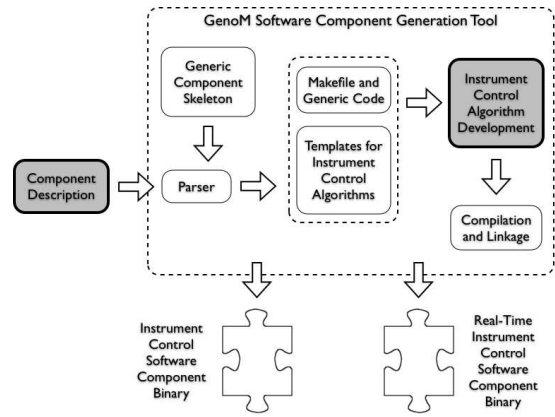 GenoM Software Component Generation Tool
Generic
Component
Skeleton
Makefile and
Generic Code
Instrument
Control
Algorithm
Development
Templates for
Instrument
Control
Algorithms
Component
Description
Parser
Compilation
and Linkage
Instrument
Control
Software
Component
Binary
Real-Time
Instrument
Control
Software
Component
Binary